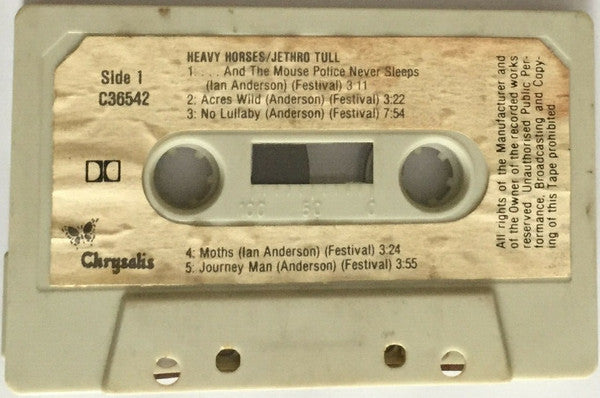 HEAVY HORSES/JETHRO TULL
Side 1
C36542
1: . . . And The Mouse Police Never Sleeps
(Ian Anderson) (Festival) 3:11
2: Acres Wild (Anderson) (Festival) 3:22
3: No Lullaby (Anderson) (Festival) 7:54
100 50 0
4: Moths (Ian Anderson) (Festival) 3:24
5: Journey Man (Anderson) (Festival) 3:55
Chrysalis
All rights of the Manufacturer and
of the Owner of the recorded works
reserved Unauthorised Public Per-
formance, Broadcasting and Copy-
ing of this Tape prohibited